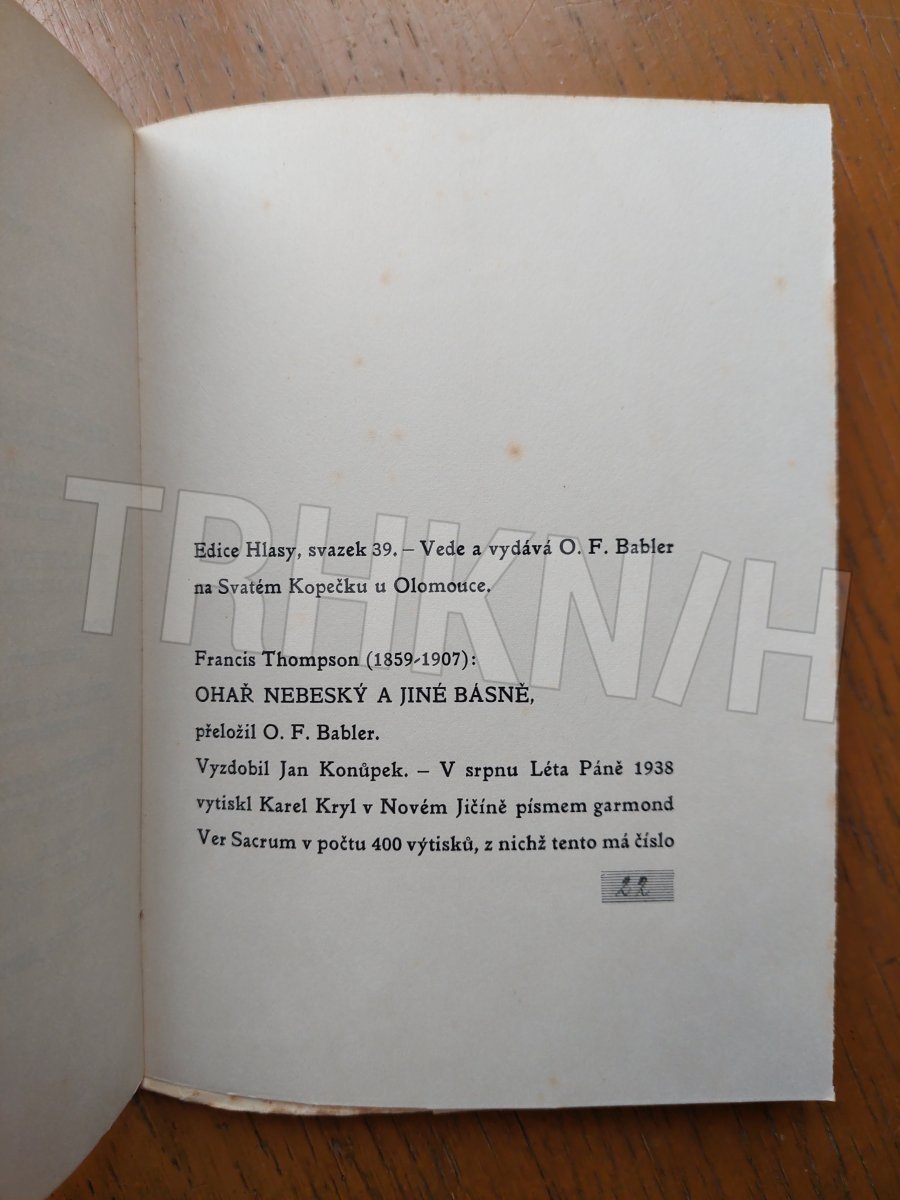 Edice Hlasy, svazek 39. – Vede a vydává O. F. Babler
na Svatém Kopečku u Olomouce.
Francis Thompson (1859-1907):
OHAŘ NEBESKÝ A JINÉ BÁSNĚ,
přeložil O. F. Babler.
Vyzdobil Jan Konůpek. – V srpnu Léta Páně 1938
vytiskl Karel Kryl v Novém Jičíně písmem garmond
Ver Sacrum v počtu 400 výtisků, z nichž tento má číslo
22
TRHKN/H